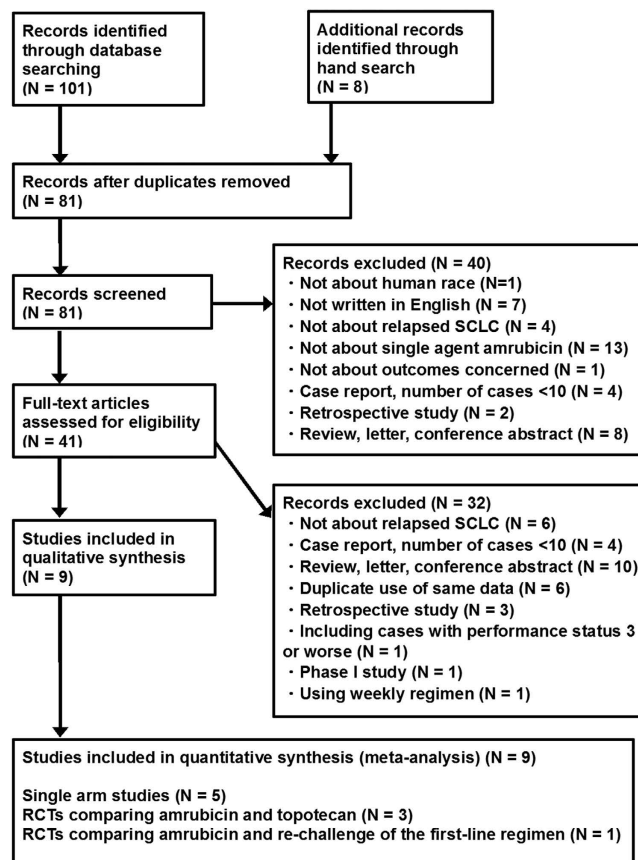 Records identified
through database
searching
(N = 101)
Additional records
identified through
hand search
(N = 8)
Records after duplicates removed
(N = 81)
Records screened
(N = 81)
Records excluded (N = 40)
・Not about human race (N=1)
・Not written in English (N = 7)
・Not about relapsed SCLC (N = 4)
・Not about single agent amrubicin (N = 13)
・Not about outcomes concerned (N = 1)
・Case report, number of cases <10 (N = 4)
・Retrospective study (N = 2)
・Review, letter, conference abstract (N = 8)
Full-text articles
assessed for eligibility
(N = 41)
Records excluded (N = 32)
・Not about relapsed SCLC (N = 6)
・Case report, number of cases <10 (N = 4)
・Review, letter, conference abstract (N = 10)
・Duplicate use of same data (N = 6)
・Retrospective study (N = 3)
・Including cases with performance status 3
or worse (N = 1)
・Phase I study (N = 1)
・Using weekly regimen (N = 1)
Studies included in
qualitative synthesis
(N = 9)
Studies included in quantitative synthesis (meta-analysis) (N = 9)
Single arm studies (N = 5)
RCTs comparing amrubicin and topotecan (N = 3)
RCTs comparing amrubicin and re-challenge of the first-line regimen (N = 1)